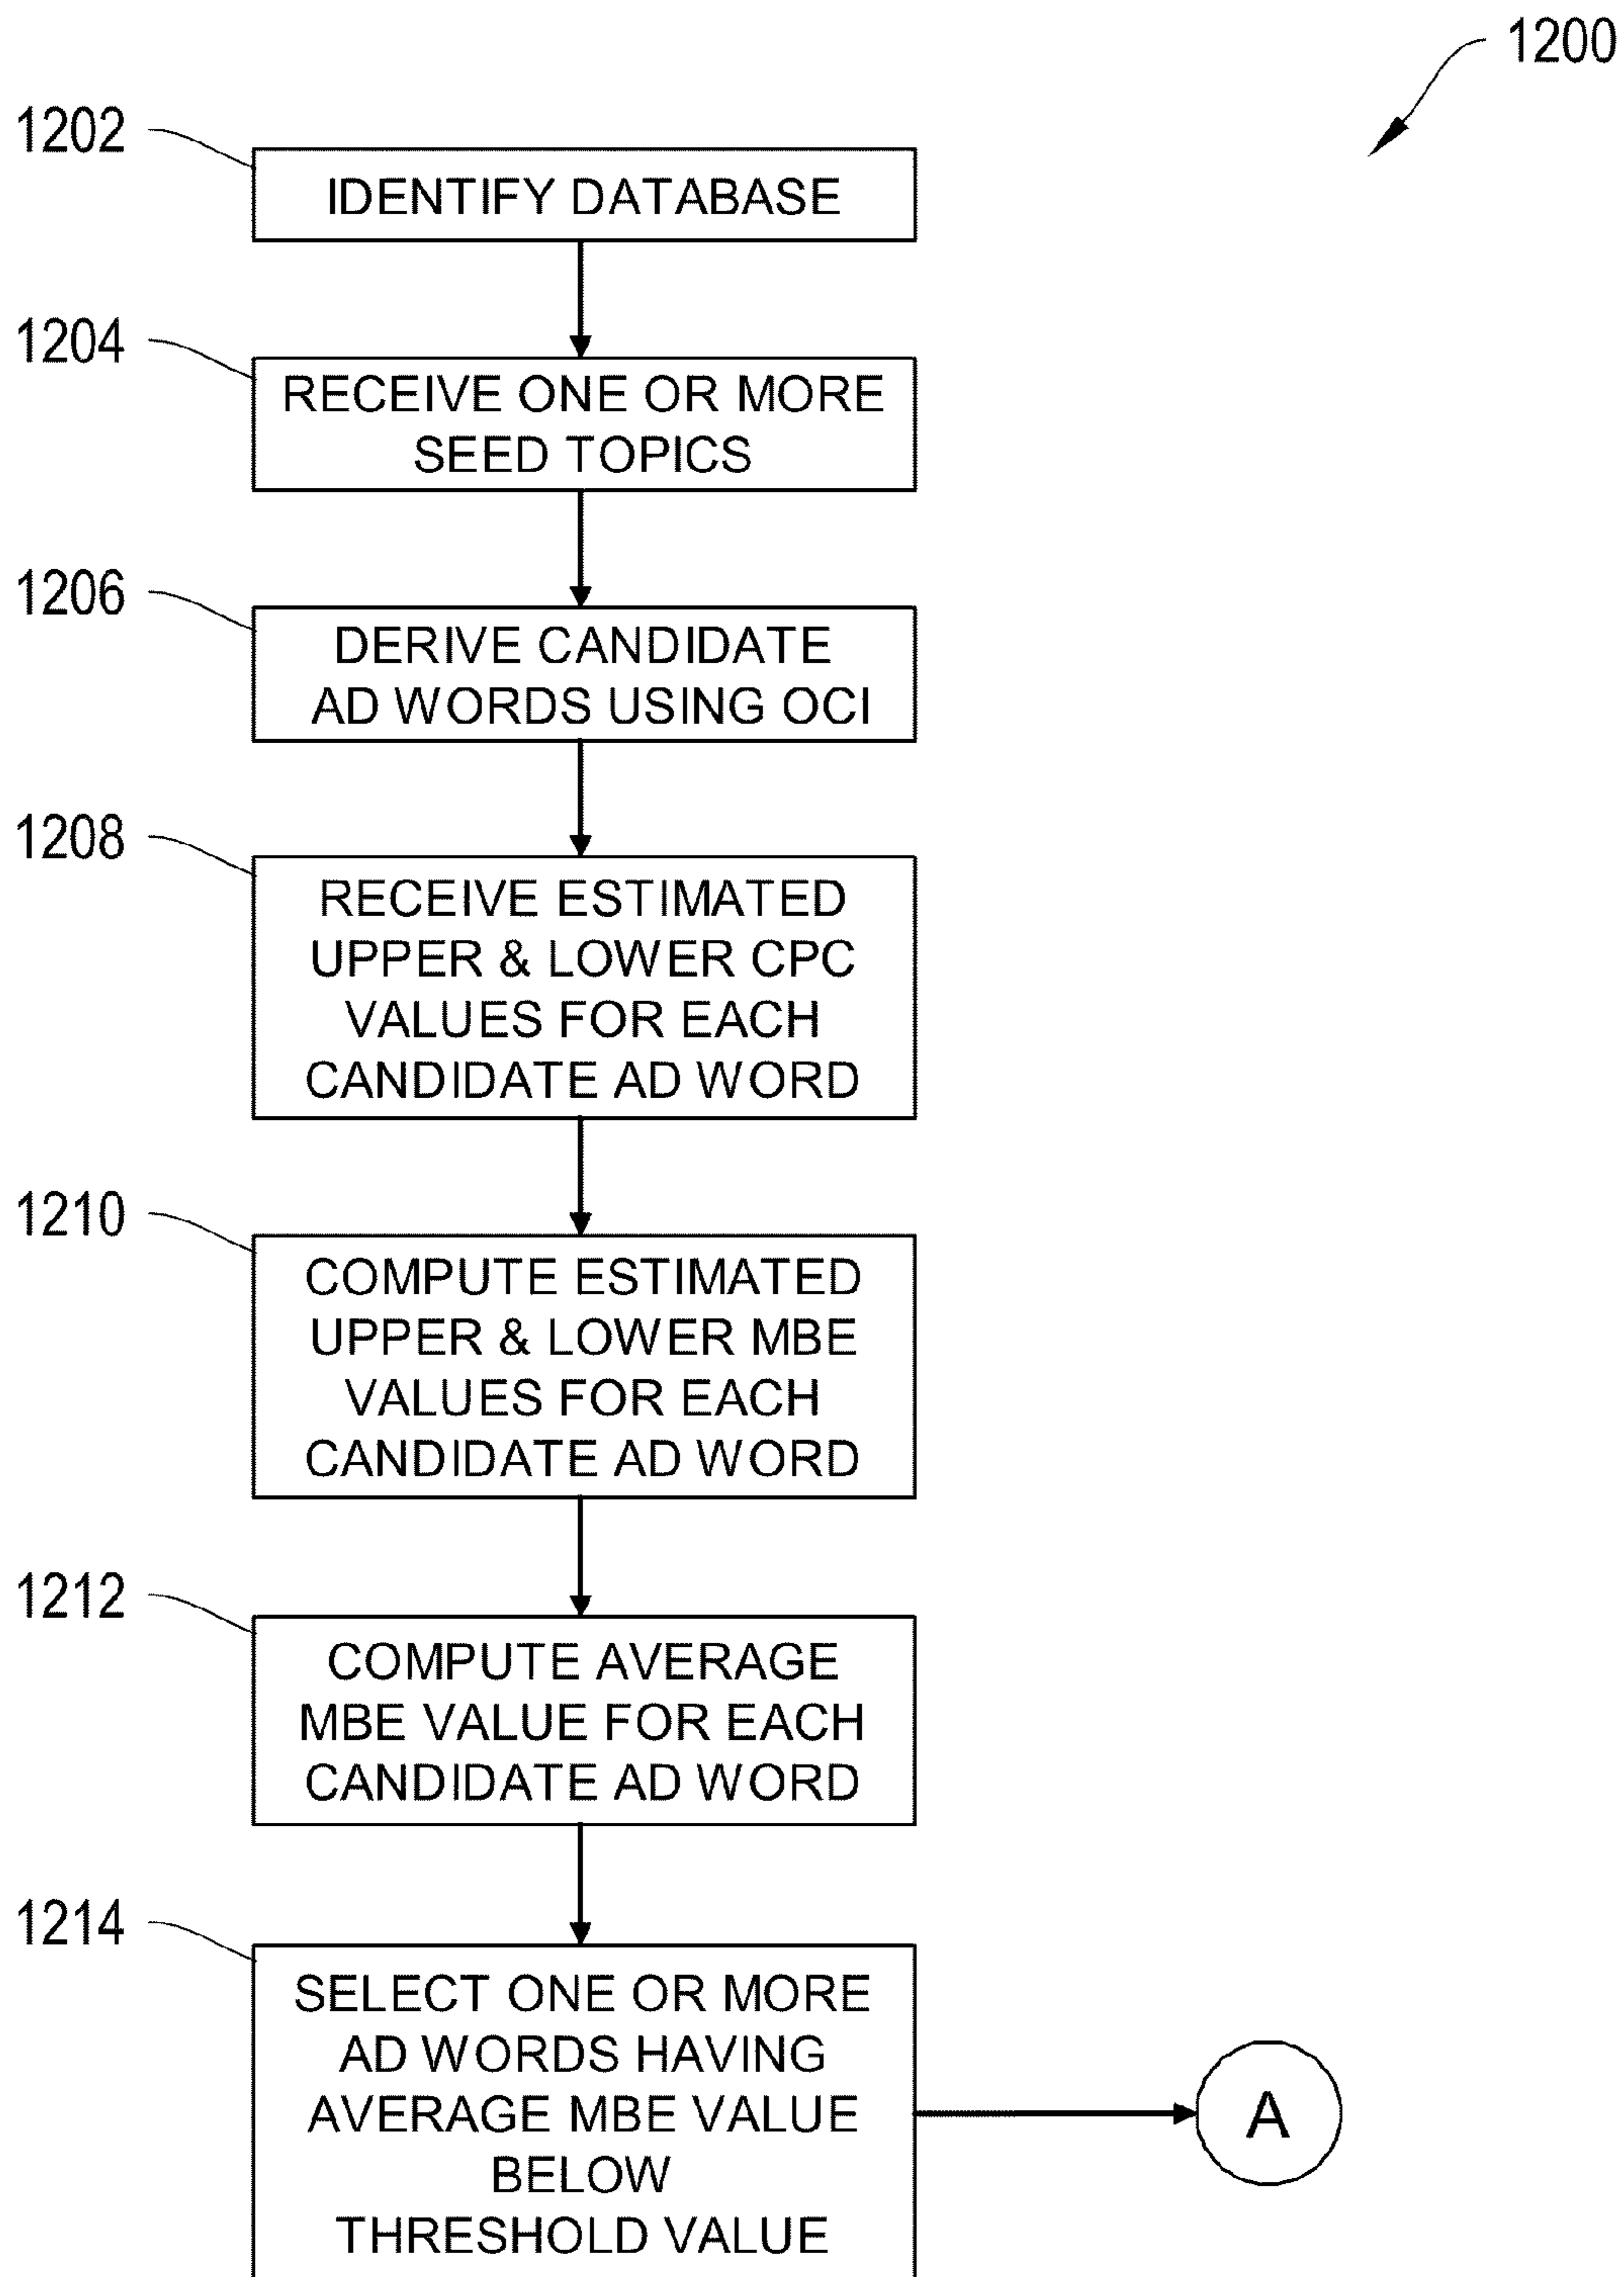 1200
1202
IDENTIFY DATABASE
1204
RECEIVE ONE OR MORE
SEED TOPICS
1206
DERIVE CANDIDATE
AD WORDS USING OCI
1208
RECEIVE ESTIMATED
UPPER & LOWER CPC
VALUES FOR EACH
CANDIDATE AD WORD
1210
COMPUTE ESTIMATED
UPPER & LOWER MBE
VALUES FOR EACH
CANDIDATE AD WORD
1212
COMPUTE AVERAGE
MBE VALUE FOR EACH
CANDIDATE AD WORD
1214
SELECT ONE OR MORE
AD WORDS HAVING
AVERAGE MBE VALUE
BELOW
THRESHOLD VALUE
A